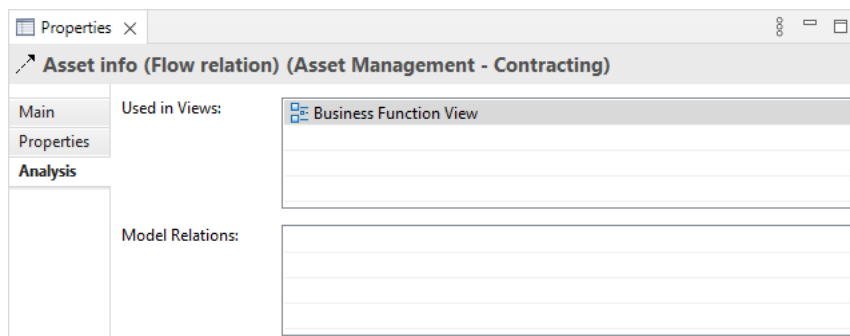 Properties
Asset info (Flow relation) (Asset Management - Contracting)
Main
Used in Views:
Business Function View
Properties
Analysis
Model Relations: